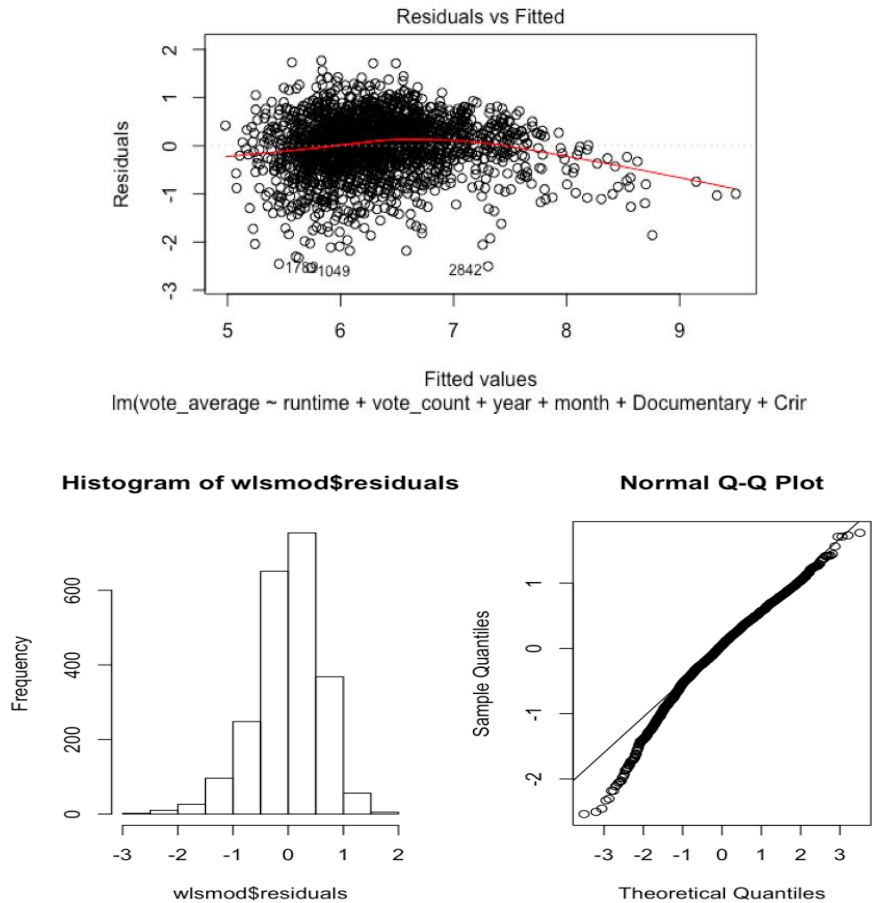 Residuals vs Fitted
Residuals
2
1
0
-1
-2
-3
1049
2842
5 6 7 8 9
Fitted values
lm(vote_average ~ runtime + vote_count + year + month + Documentary + Crir
Histogram of wlsmod$residuals
Frequency
600
400
200
0
-3 -2 -1 0 1 2
wlsmod$residuals
Normal Q-Q Plot
Sample Quantiles
1
0
-1
-2
-3 -2 -1 0 1 2 3
Theoretical Quantiles